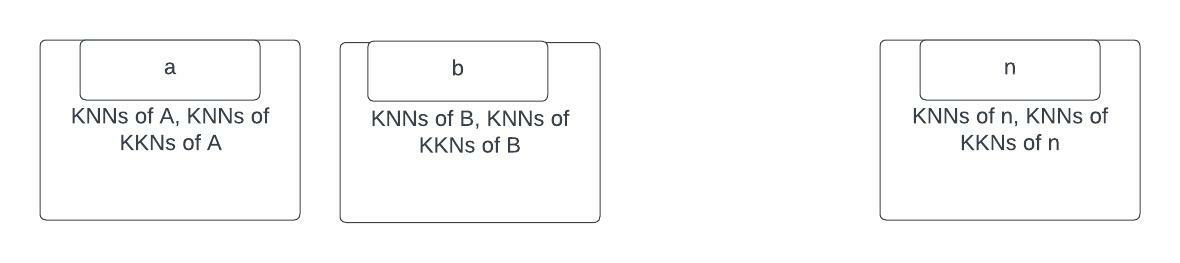 a
KNNs of A, KNNs of
KKNs of A
b
KNNs of B, KNNs of
KKNs of B
n
KNNs of n, KNNs of
KKNs of n